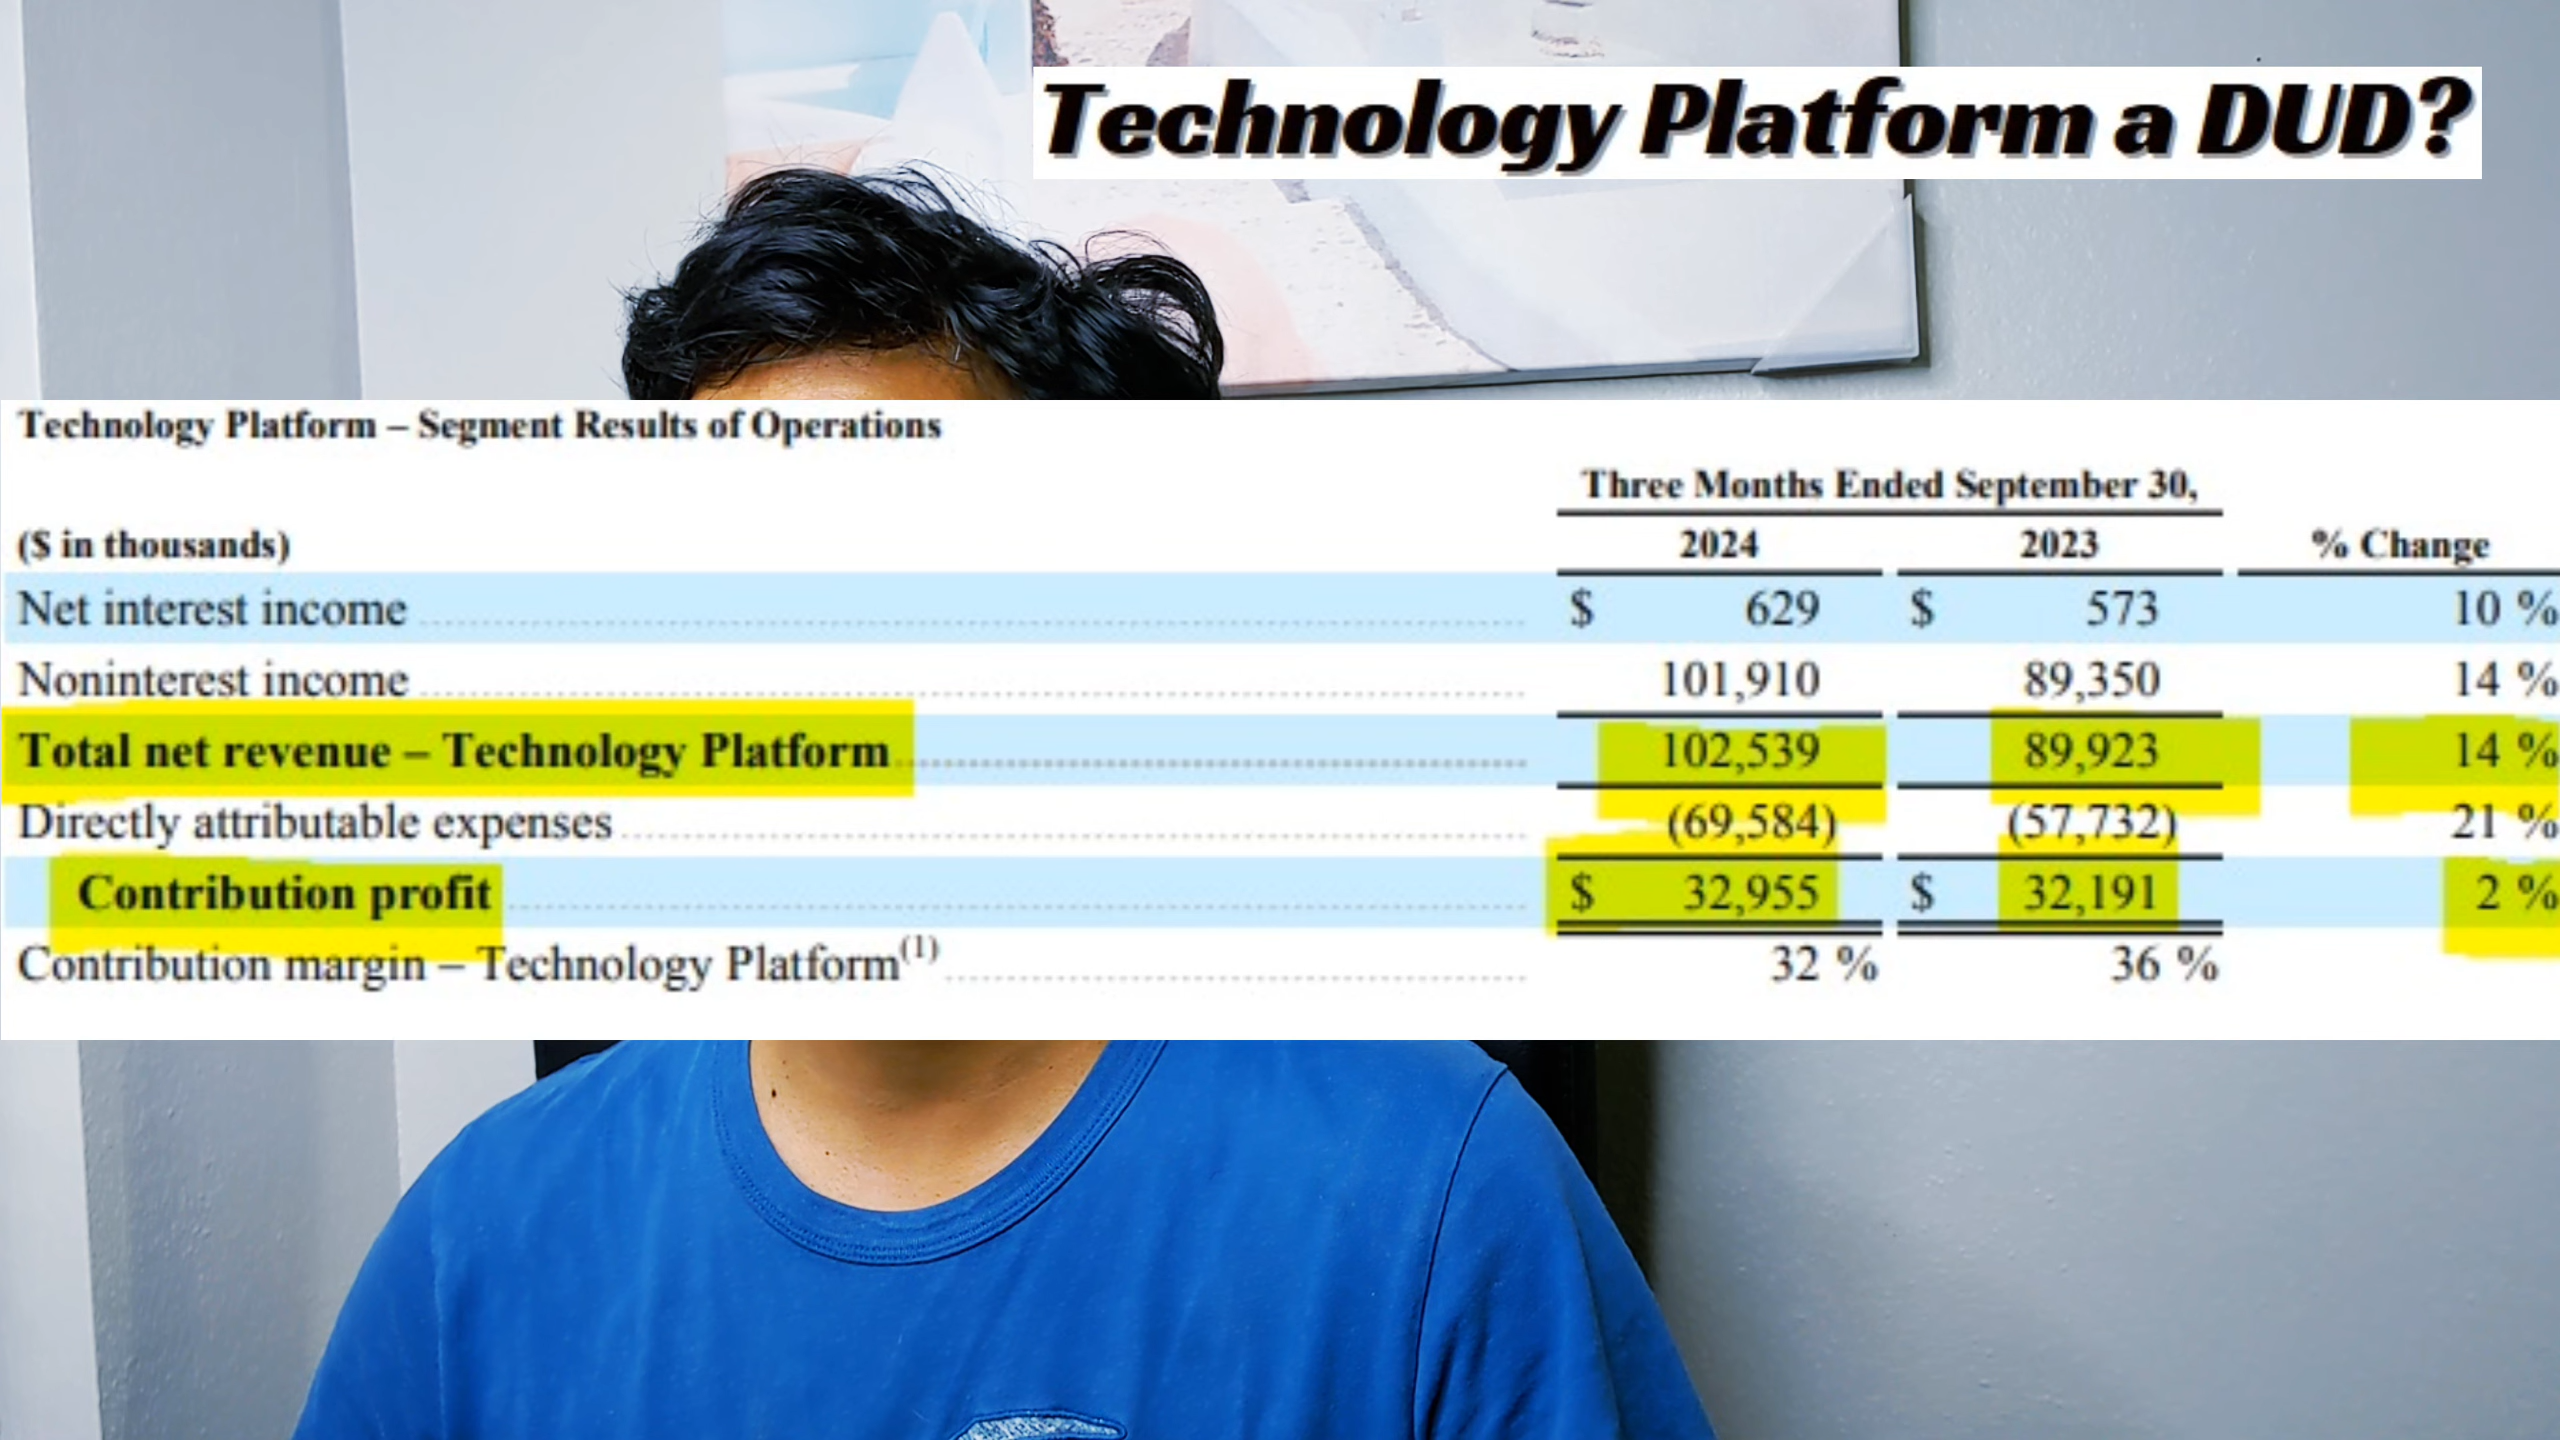 Technology Platform a DUD?
Technology Platform – Segment Results of Operations
Three Months Ended September 30,
($ in thousands) 2024 2023 % Change
Net interest income $ 629 $ 573 10 %
Noninterest income 101,910 89,350 14 %
Total net revenue – Technology Platform 102,539 89,923 14 %
Directly attributable expenses (69,584) (57,732) 21 %
Contribution profit $ 32,955 $ 32,191 2 %
Contribution margin – Technology Platform(1) 32 % 36 %